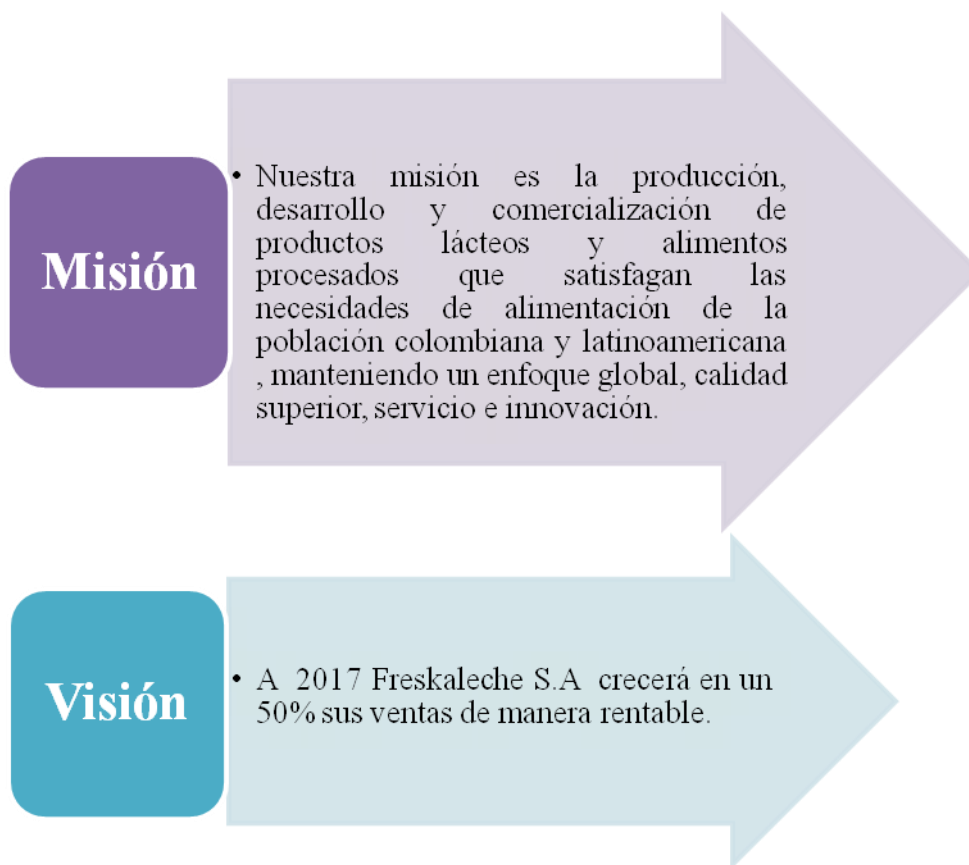 Misión
• Nuestra misión es la producción,
desarrollo y comercialización de
productos lácteos y alimentos
procesados que satisfagan las
necesidades de alimentación de la
población colombiana y latinoamericana
, manteniendo un enfoque global, calidad
superior, servicio e innovación.
Visión
• A 2017 Freskaleche S.A crecerá en un
50% sus ventas de manera rentable.